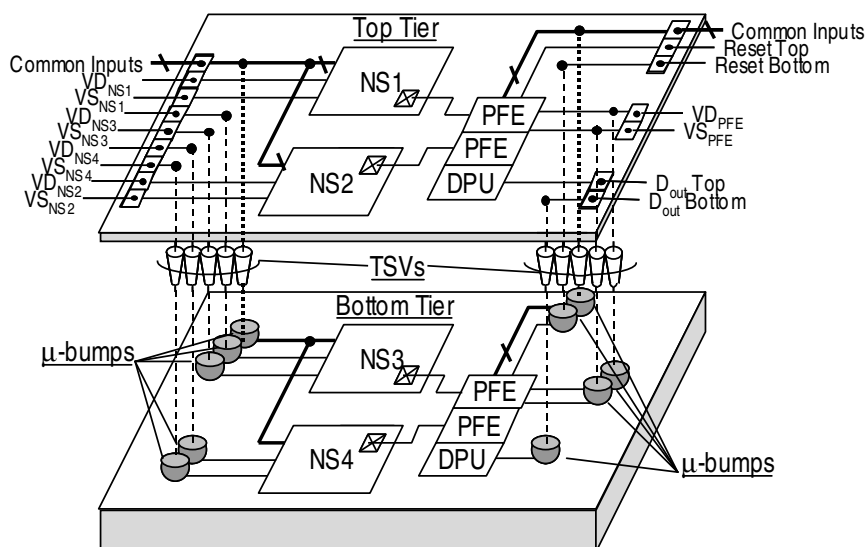 Top Tier
Common Inputs
VD_NS1
VS_NS1
VD_NS3
VS_NS3
VD_NS4
VS_NS4
VD_NS2
VS_NS2
NS1
NS2
PFE
PFE
DPU
Common Inputs
Reset Top
Reset Bottom
VD_PFE
VS_PFE
D_out Top
D_out Bottom
TSVs
Bottom Tier
μ-bumps
NS3
NS4
PFE
PFE
DPU
μ-bumps